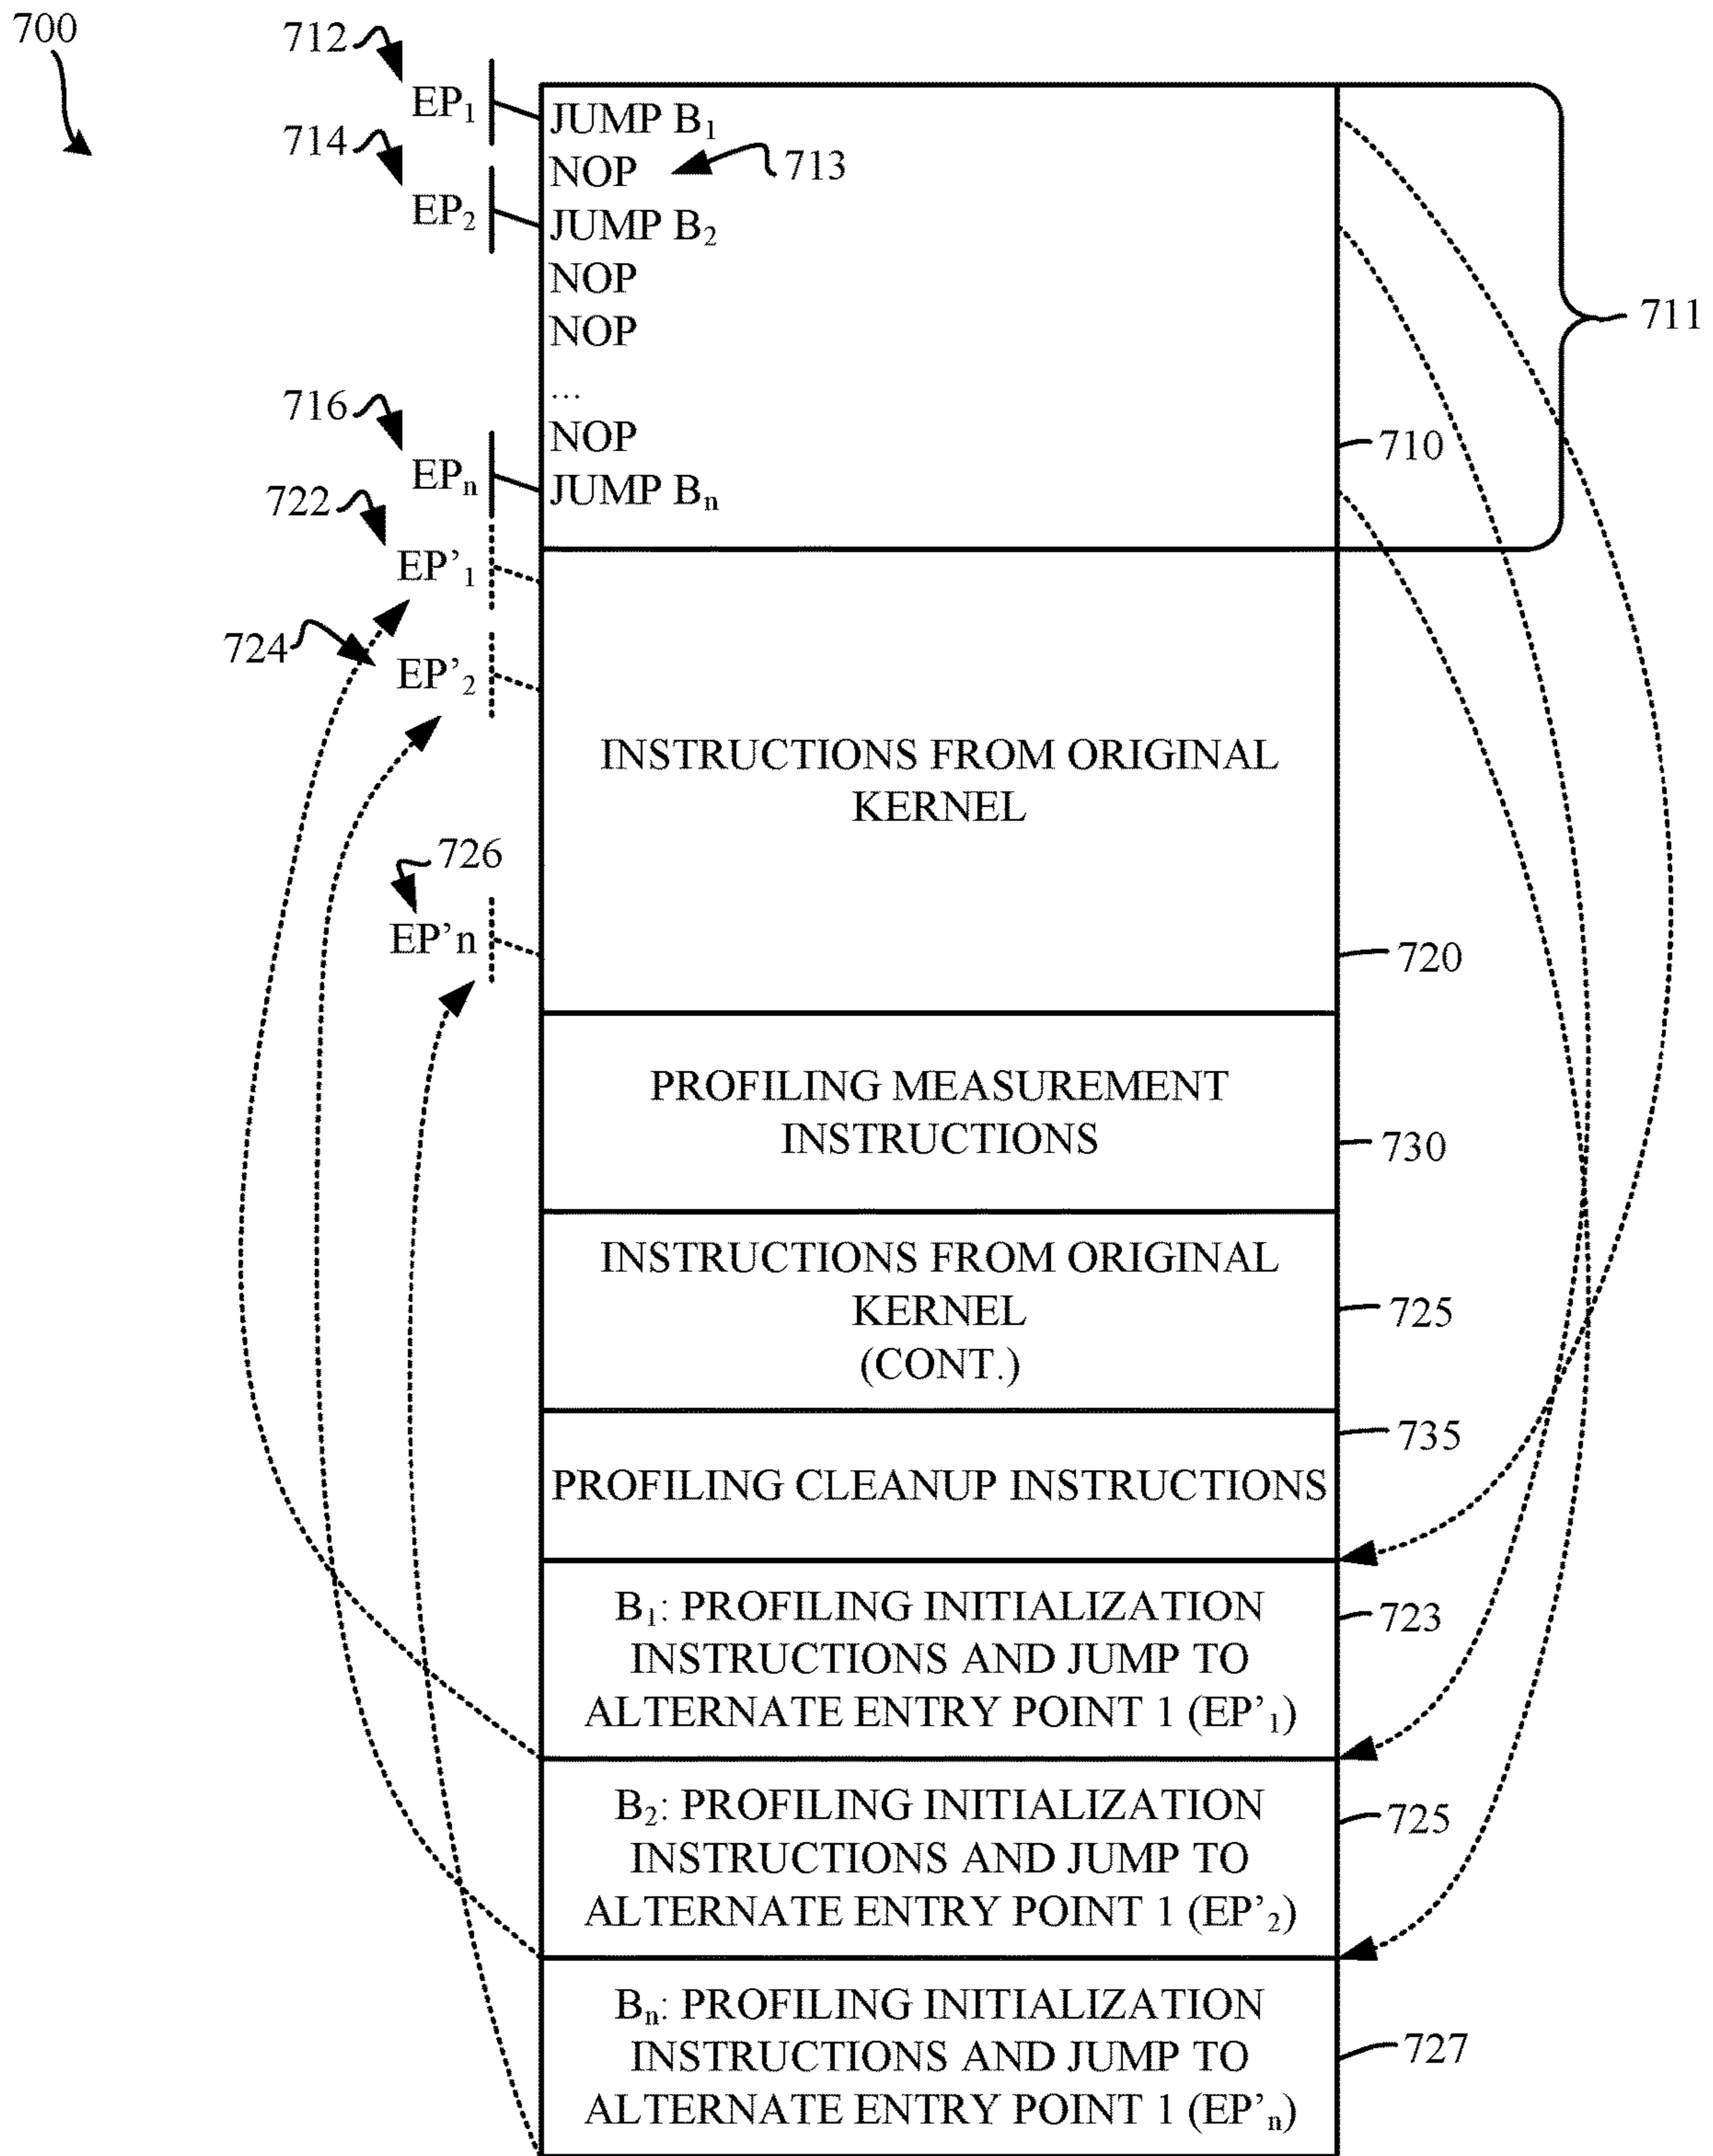 700
712
EP1
JUMP B1
714
NOP
713
EP2
JUMP B2
NOP
NOP
711
...
716
NOP
710
EPn
JUMP Bn
722
EP’1
724
EP’2
INSTRUCTIONS FROM ORIGINAL
KERNEL
726
EP’n
720
PROFILING MEASUREMENT
INSTRUCTIONS
730
INSTRUCTIONS FROM ORIGINAL
KERNEL
725
(CONT.)
735
PROFILING CLEANUP INSTRUCTIONS
B1: PROFILING INITIALIZATION
723
INSTRUCTIONS AND JUMP TO
ALTERNATE ENTRY POINT 1 (EP’1)
B2: PROFILING INITIALIZATION
725
INSTRUCTIONS AND JUMP TO
ALTERNATE ENTRY POINT 1 (EP’2)
Bn: PROFILING INITIALIZATION
INSTRUCTIONS AND JUMP TO
727
ALTERNATE ENTRY POINT 1 (EP’n)